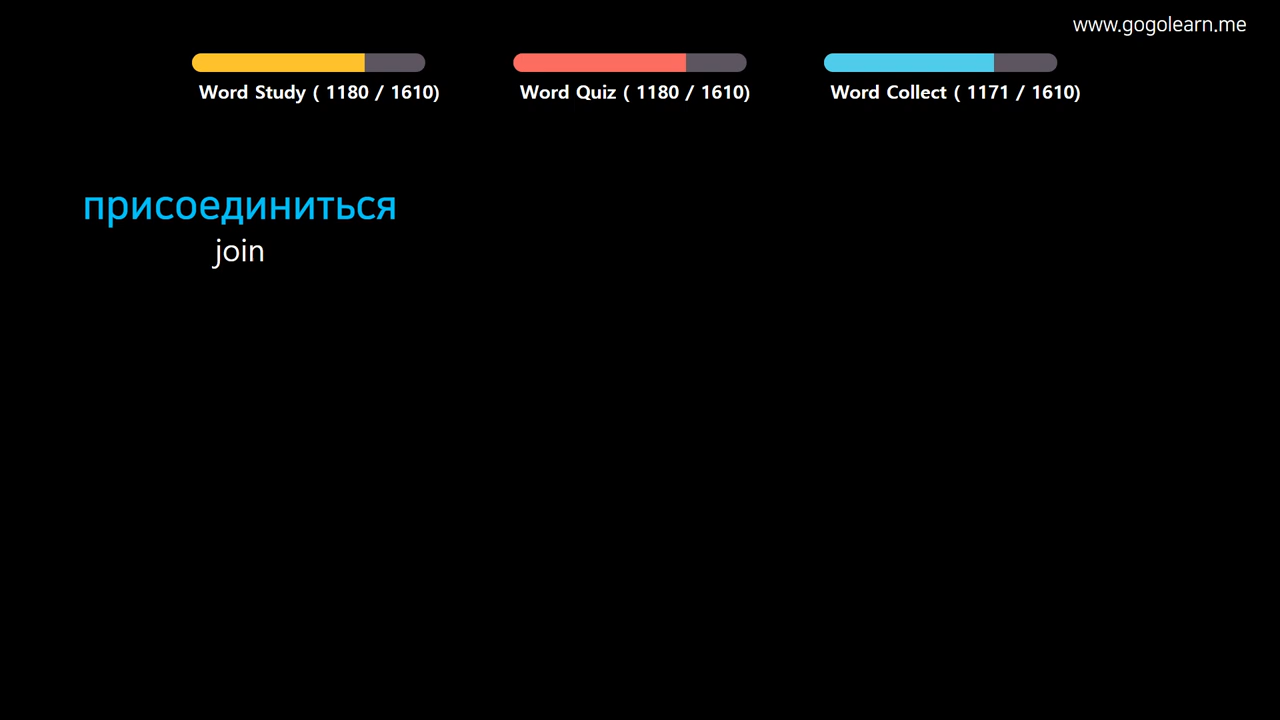 www.gogolearn.me
Word Study ( 1180 / 1610)
Word Quiz ( 1180 / 1610)
Word Collect ( 1171 / 1610)
присоединиться
join